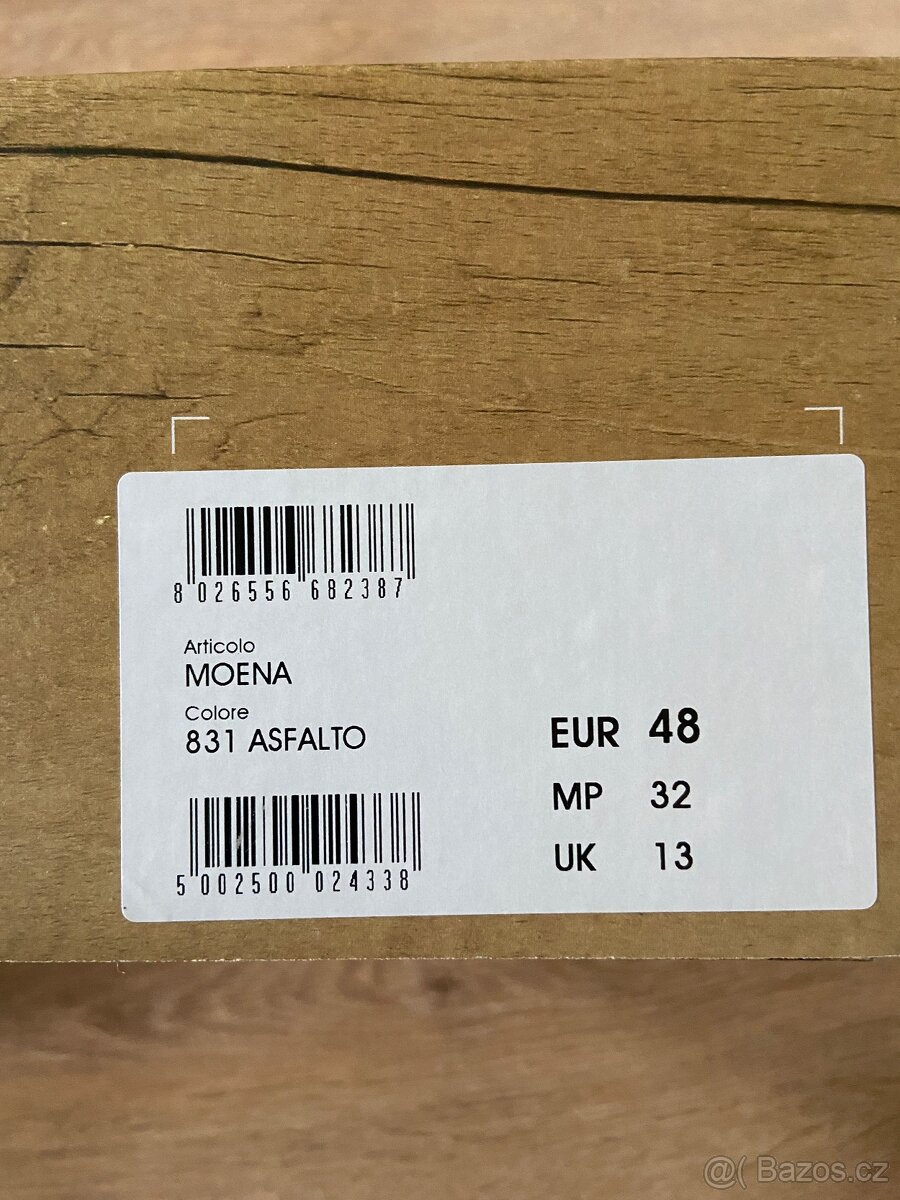 8 026556 682387
Articolo
MOENA
Colore
831 ASFALTO
5 002500 024338
EUR 48
MP 32
UK 13
@( Bazos.cz